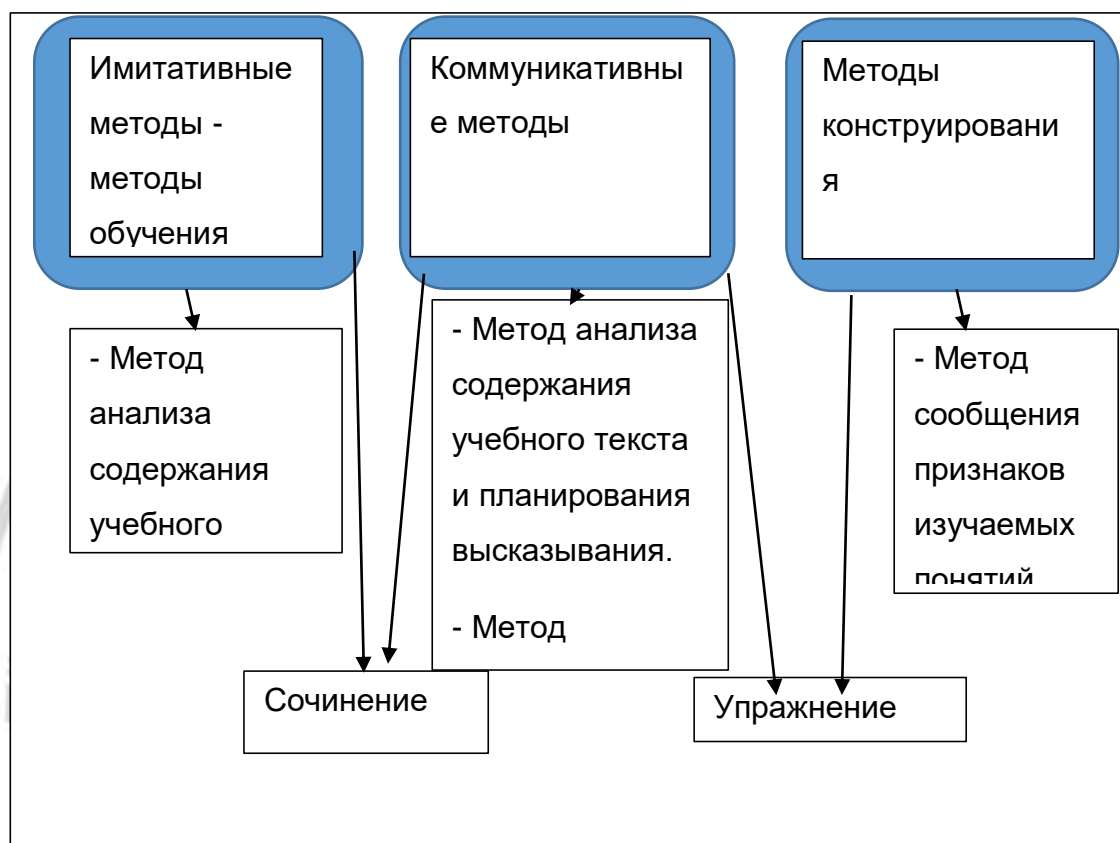 Имитативные
методы -
методы
обучения
Коммуникативны
е методы
Методы
конструировани
я
- Метод
анализа
содержания
учебного
- Метод анализа
содержания
учебного текста
и планирования
высказывания.
- Метод
- Метод
сообщения
признаков
изучаемых
понятий
Сочинение
Упражнение